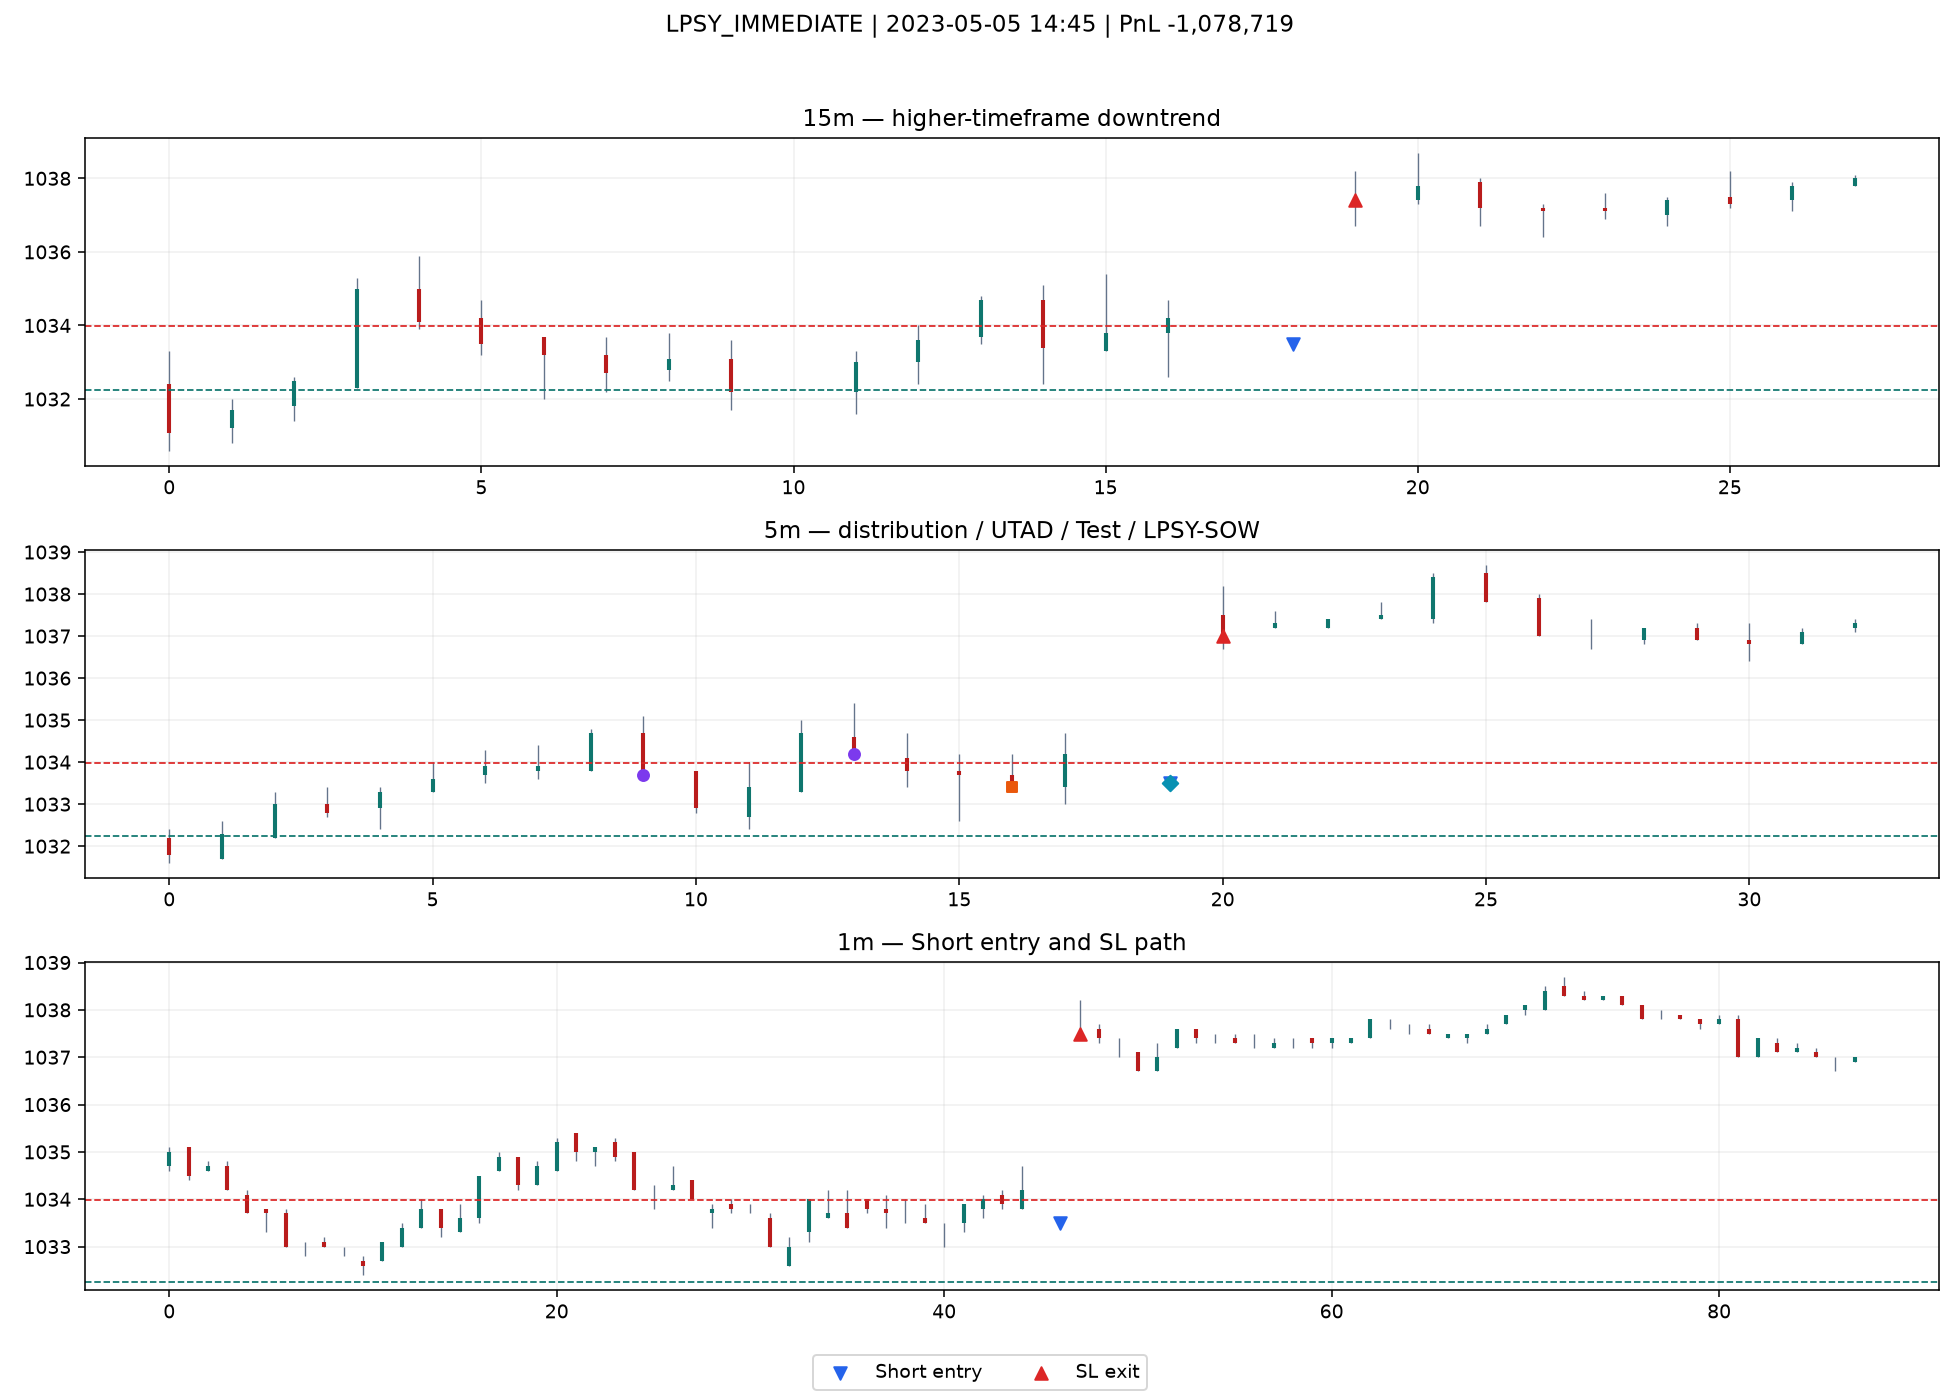 LPSY_IMMEDIATE | 2023-05-05 14:45 | PnL -1,078,719
15m — higher-timeframe downtrend
1038
1036
1034
1032
0 5 10 15 20 25
5m — distribution / UTAD / Test / LPSY-SOW
1039
1038
1037
1036
1035
1034
1033
1032
0 5 10 15 20 25 30
1m — Short entry and SL path
1039
1038
1037
1036
1035
1034
1033
0 20 40 60 80
Short entry SL exit